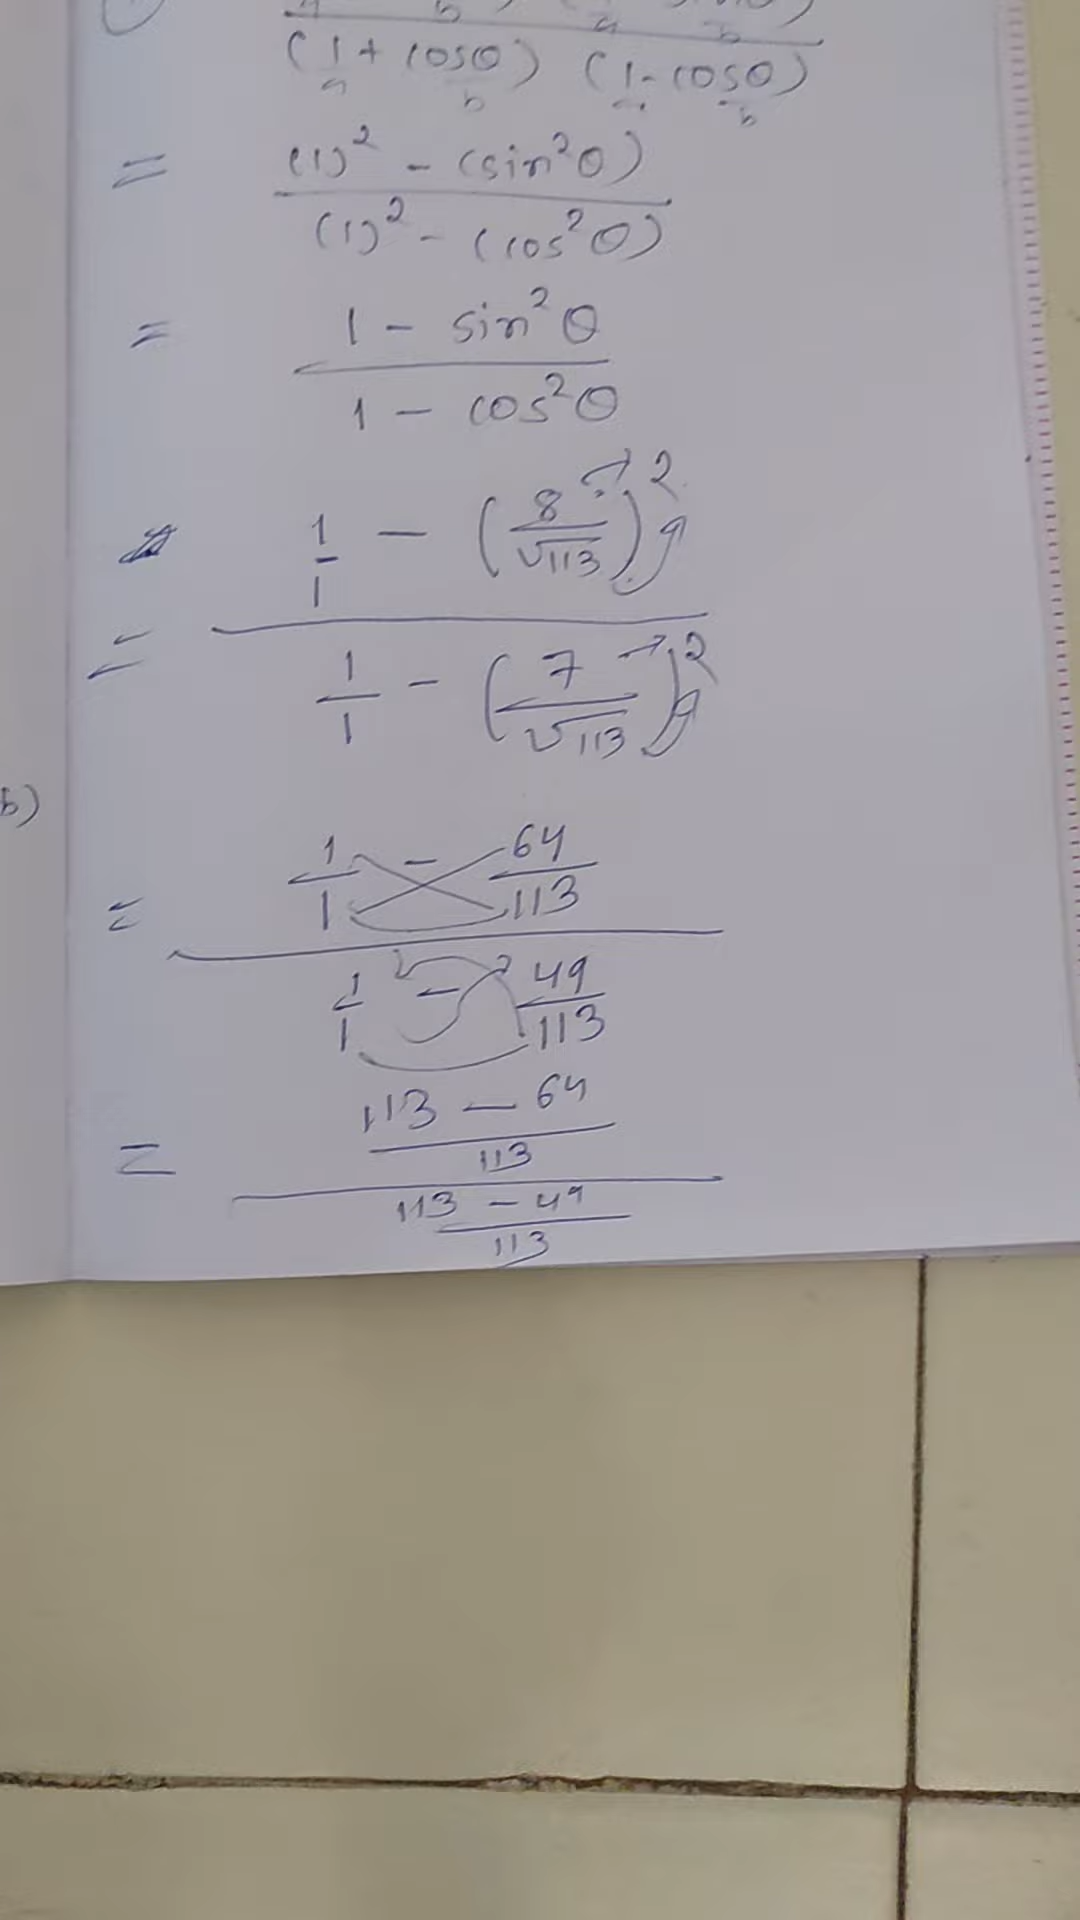 (1 + cosθ) (1 - cosθ)
a b a b
= (1)² - (sin²θ)
(1)² - (cos²θ)
= 1 - sin²θ
1 - cos²θ
1/1 - (8/√113)²
=
1/1 - (7/√113)²
b)
= 1/1 - 64/113
1/1 - 49/113
= 113 - 64
113
113 - 49
113